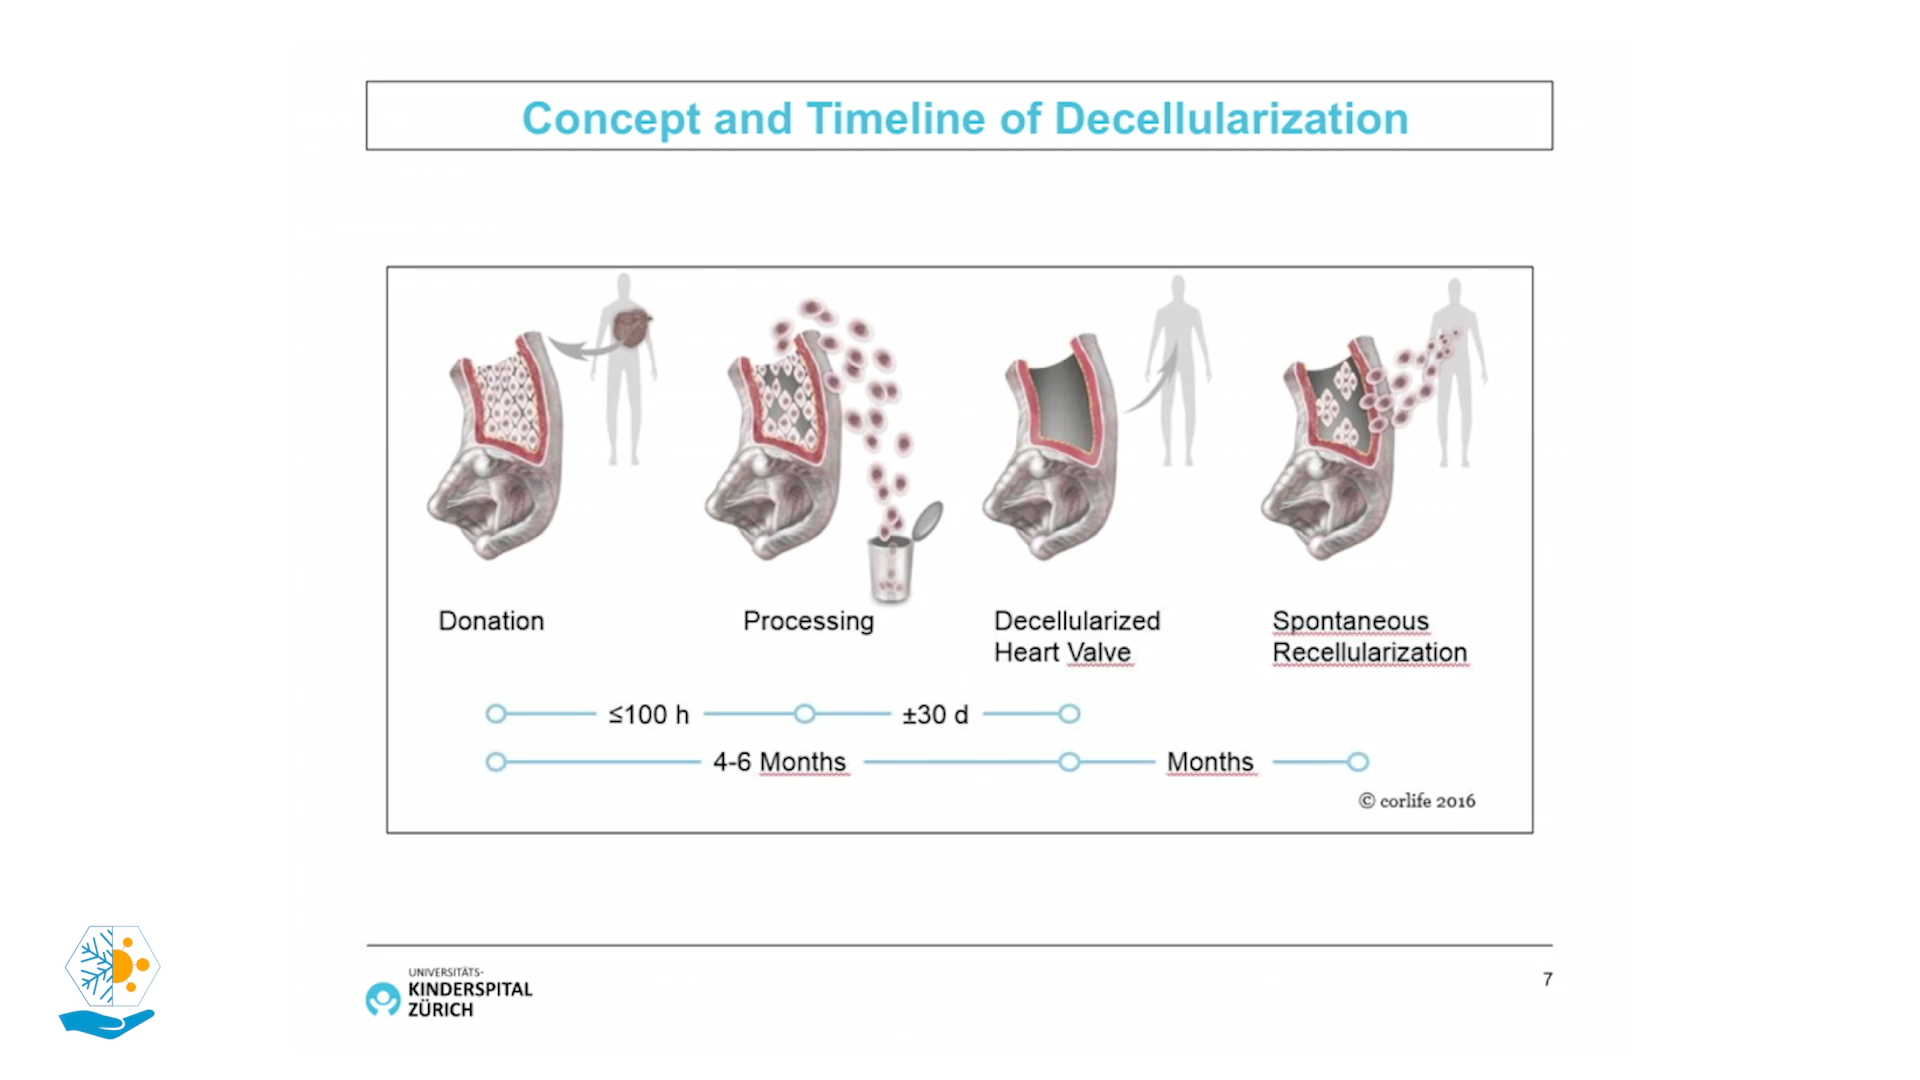 Concept and Timeline of Decellularization
Donation
Processing
Decellularized
Heart Valve
Spontaneous
Recellularization
≤100 h
±30 d
4-6 Months
Months
© corlife 2016
UNIVERSITÄTS-
KINDERSPITAL
ZÜRICH
7